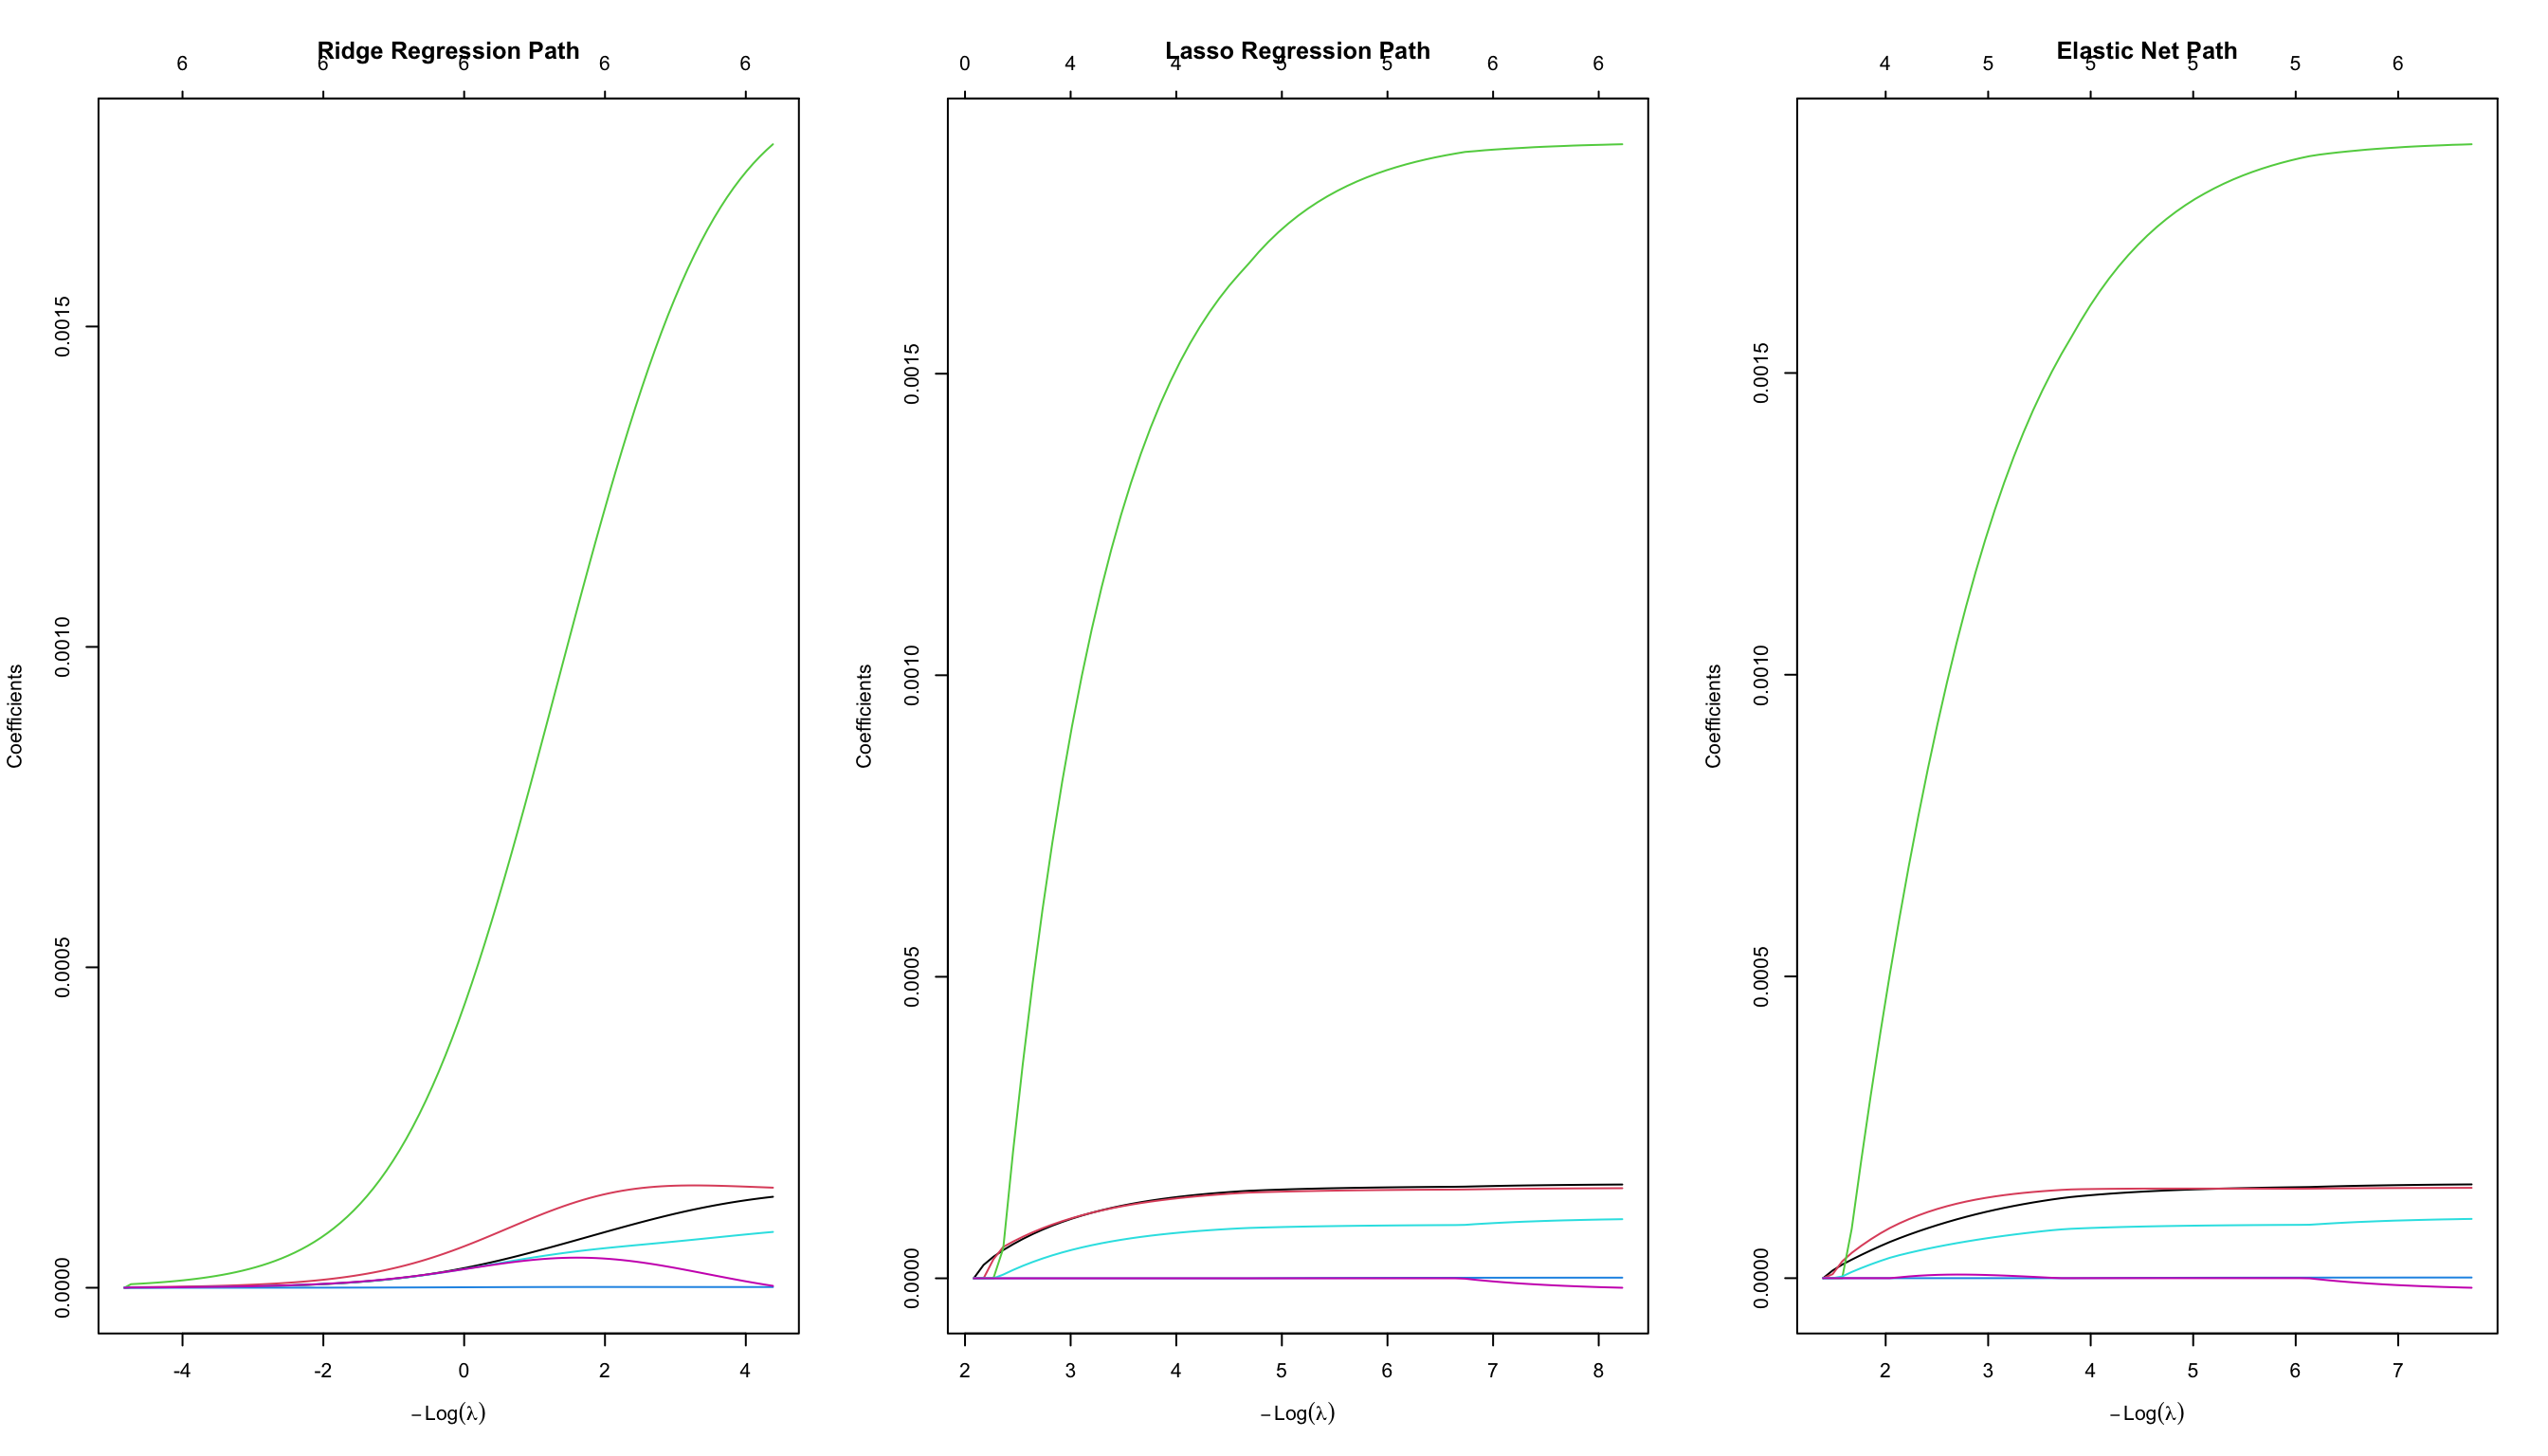 Ridge Regression Path
6 6 6 6 6
Coefficients
0.0015
0.0010
0.0005
0.0000
-4 -2 0 2 4
−Log(λ)
Lasso Regression Path
0 4 4 5 5 6 6
Coefficients
0.0015
0.0010
0.0005
0.0000
2 3 4 5 6 7 8
−Log(λ)
Elastic Net Path
4 5 5 5 5 6
Coefficients
0.0015
0.0010
0.0005
0.0000
2 3 4 5 6 7
−Log(λ)